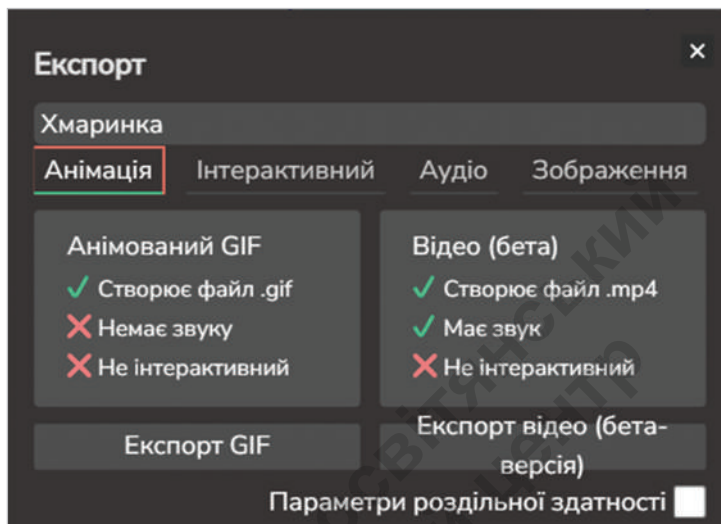 Експорт
Хмаринка
Анімація Інтерактивний Аудіо Зображення
Анімований GIF
Створює файл .gif
Немає звуку
Не інтерактивний
Відео (бета)
Створює файл .mp4
Має звук
Не інтерактивний
Експорт GIF
Експорт відео (бета-
версія)
Параметри роздільної здатності